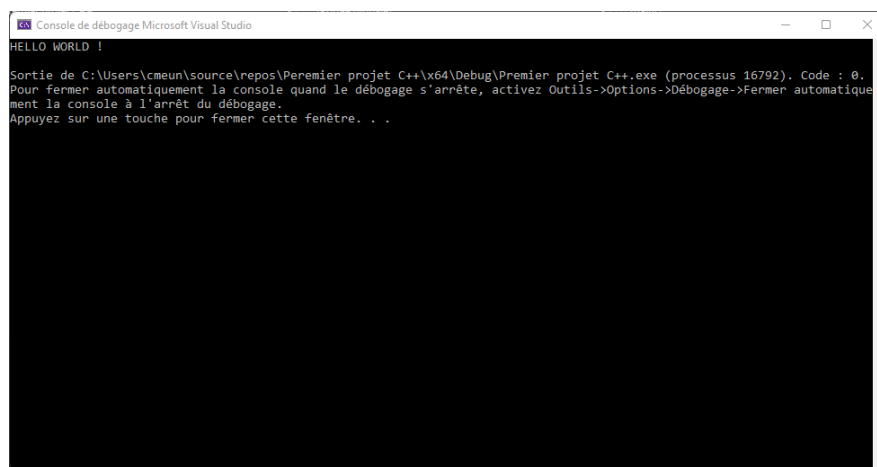 Console de débogage Microsoft Visual Studio
HELLO WORLD !
Sortie de C:\Users\cmeun\source\repos\Peremier projet C++\x64\Debug\Premier projet C++.exe (processus 16792). Code : 0.
Pour fermer automatiquement la console quand le débogage s'arrête, activez Outils->Options->Débogage->Fermer automatique
ment la console à l'arrêt du débogage.
Appuyez sur une touche pour fermer cette fenêtre. . .